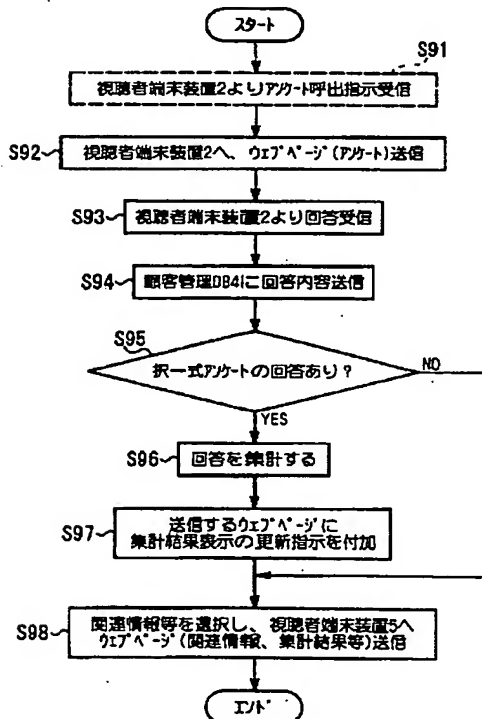 スタート
S91
視聴者端末装置2よりアンケート呼出指示受信
S92
視聴者端末装置2へ、ウェブページ(アンケート)送信
S93
視聴者端末装置2より回答受信
S94
顧客管理DB41に回答内容送信
S95
択一式アンケートの回答あり?
NO
YES
S96
回答を集計する
S97
送信するウェブページに
集計結果表示の更新指示を付加
S98
関連情報等を選択し、視聴者端末装置5へ
ウェブページ(関連情報、集計結果等)送信
エンド